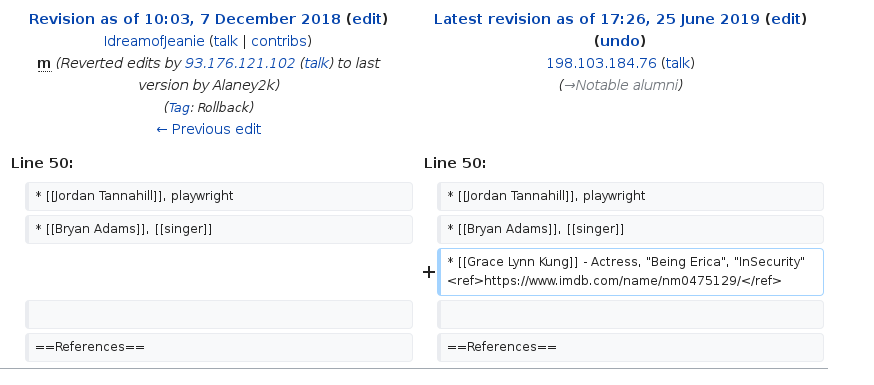 Revision as of 10:03, 7 December 2018 (edit)
IdreamofJeanie (talk | contribs)
m (Reverted edits by 93.176.121.102 (talk) to last
version by Alaney2k)
(Tag: Rollback)
← Previous edit
Latest revision as of 17:26, 25 June 2019 (edit)
(undo)
198.103.184.76 (talk)
(→Notable alumni)
Line 50:
Line 50:
* [[Jordan Tannahill]], playwright
* [[Jordan Tannahill]], playwright
* [[Bryan Adams]], [[singer]]
* [[Bryan Adams]], [[singer]]
+
* [[Grace Lynn Kung]] - Actress, "Being Erica", "InSecurity"
<ref>https://www.imdb.com/name/nm0475129/</ref>
==References==
==References==